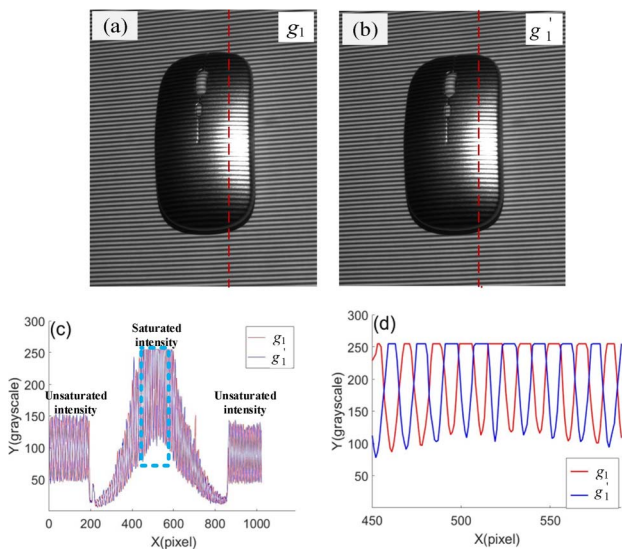 (a)
g₁
(b)
g₁'
(c)
Saturated
intensity
Unsaturated
intensity
Unsaturated
intensity
g₁
g₁'
Y(grayscale)
300
250
200
150
100
50
0
200
400
600
800
1000
X(pixel)
(d)
Y(grayscale)
300
250
200
150
100
50
450
500
550
X(pixel)
g₁
g₁'